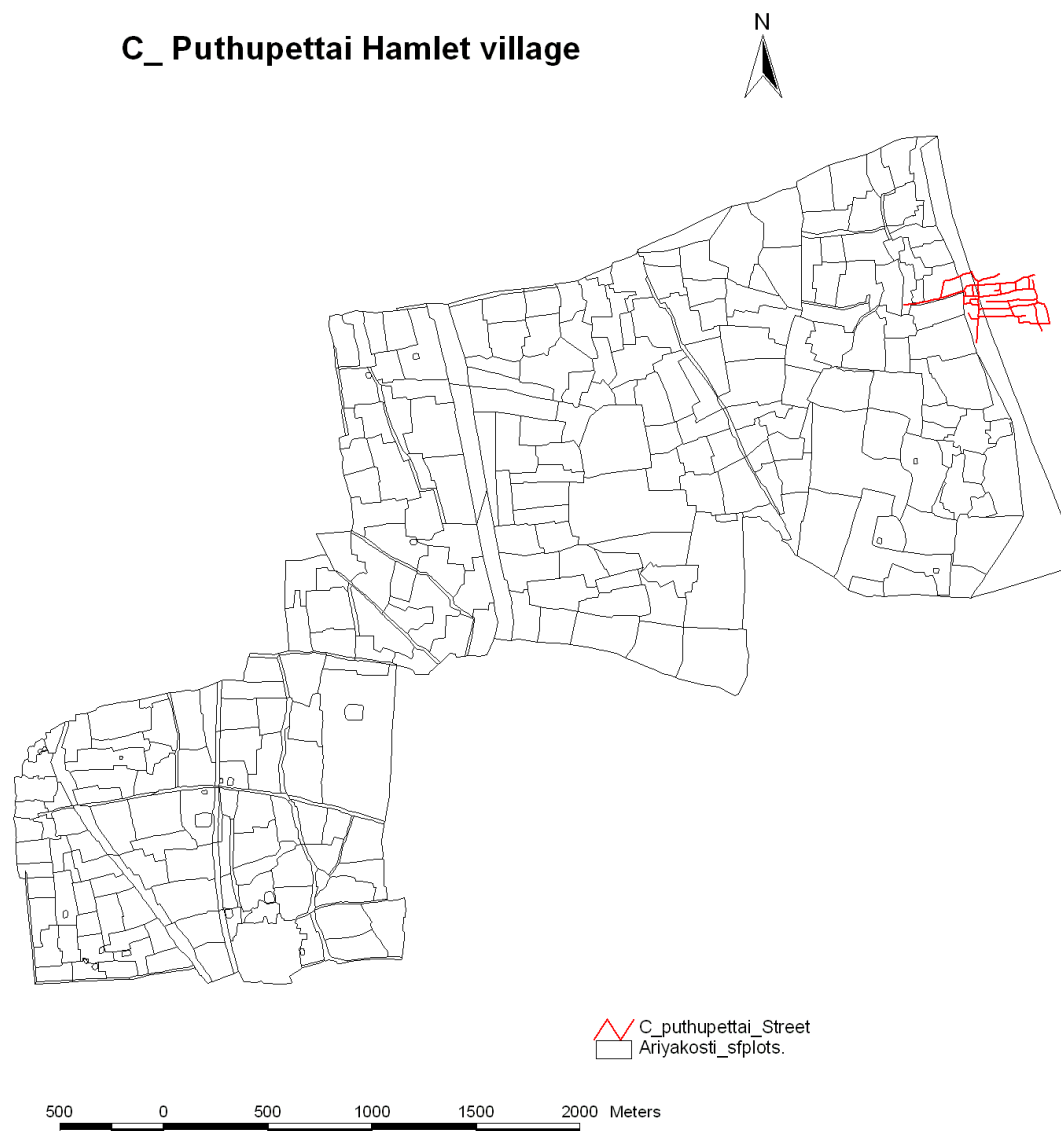 N
C_ Puthupettai Hamlet village
C_puthupettai_Street
Ariyakosti_sfplots.
500 0 500 1000 1500 2000 Meters